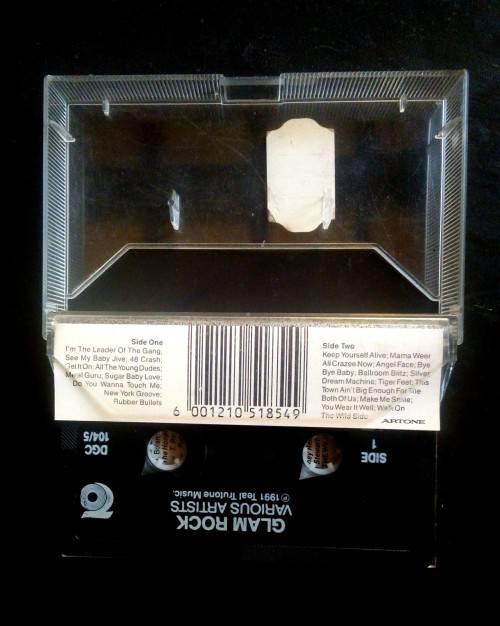 Side One
I'm The Leader Of The Gang;
See My Baby Jive; 48 Crash;
Get It On; All The Young Dudes;
Metal Guru; Sugar Baby Love;
Do You Wanna Touch Me;
New York Groove;
Rubber Bullets
6 001210 518549
Side Two
Keep Yourself Alive; Mama Weer
All Crazee Now; Angel Face; Bye
Bye Baby; Ballroom Blitz; Silver
Dream Machine; Tiger Feet; This
Town Ain't Big Enough For The
Both Of Us; Make Me Smile;
You Wear It Well; Walk On
The Wild Side
ARTONE
GLAM ROCK
VARIOUS ARTISTS
℗ 1991 Teal Trutone Music.
SIDE
1
DGC
104/5